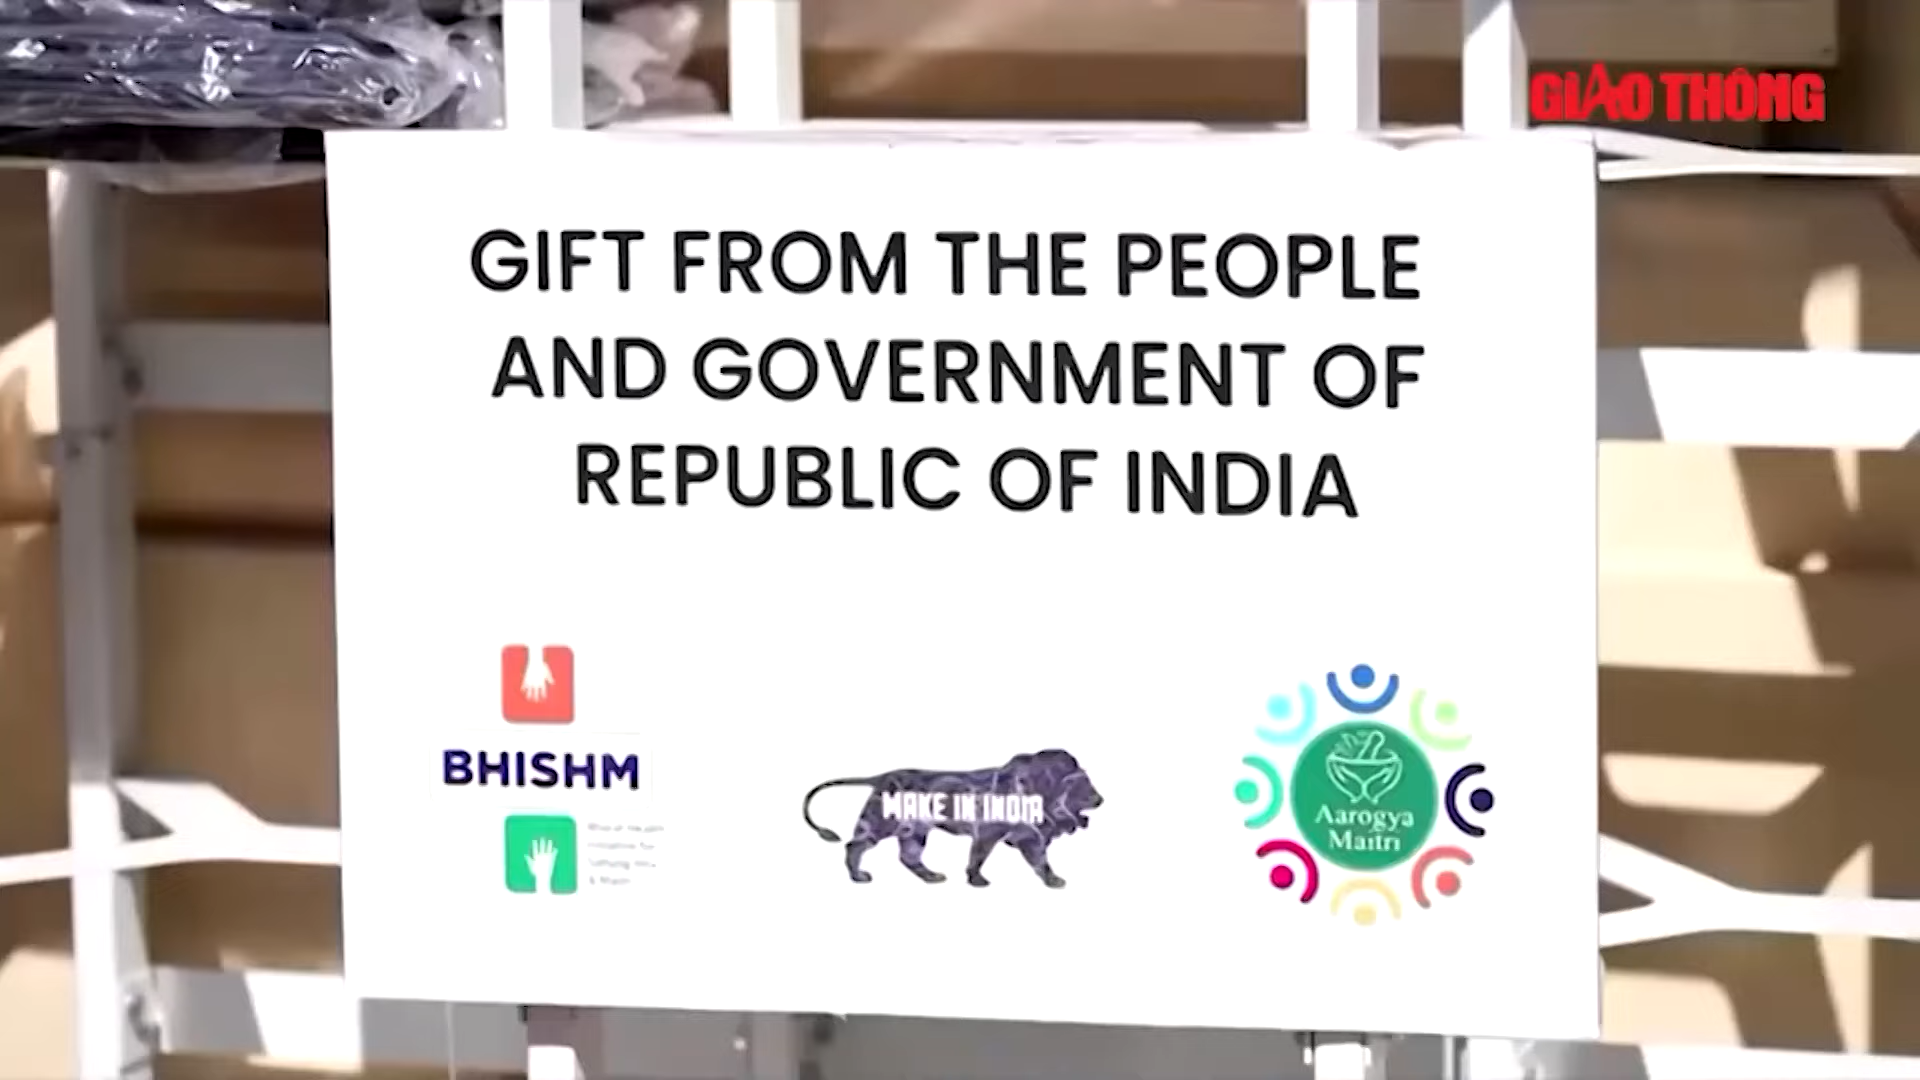 GIAO THÔNG
GIFT FROM THE PEOPLE
AND GOVERNMENT OF
REPUBLIC OF INDIA
BHISHM
MAKE IN INDIA
Aarogya
Maitri